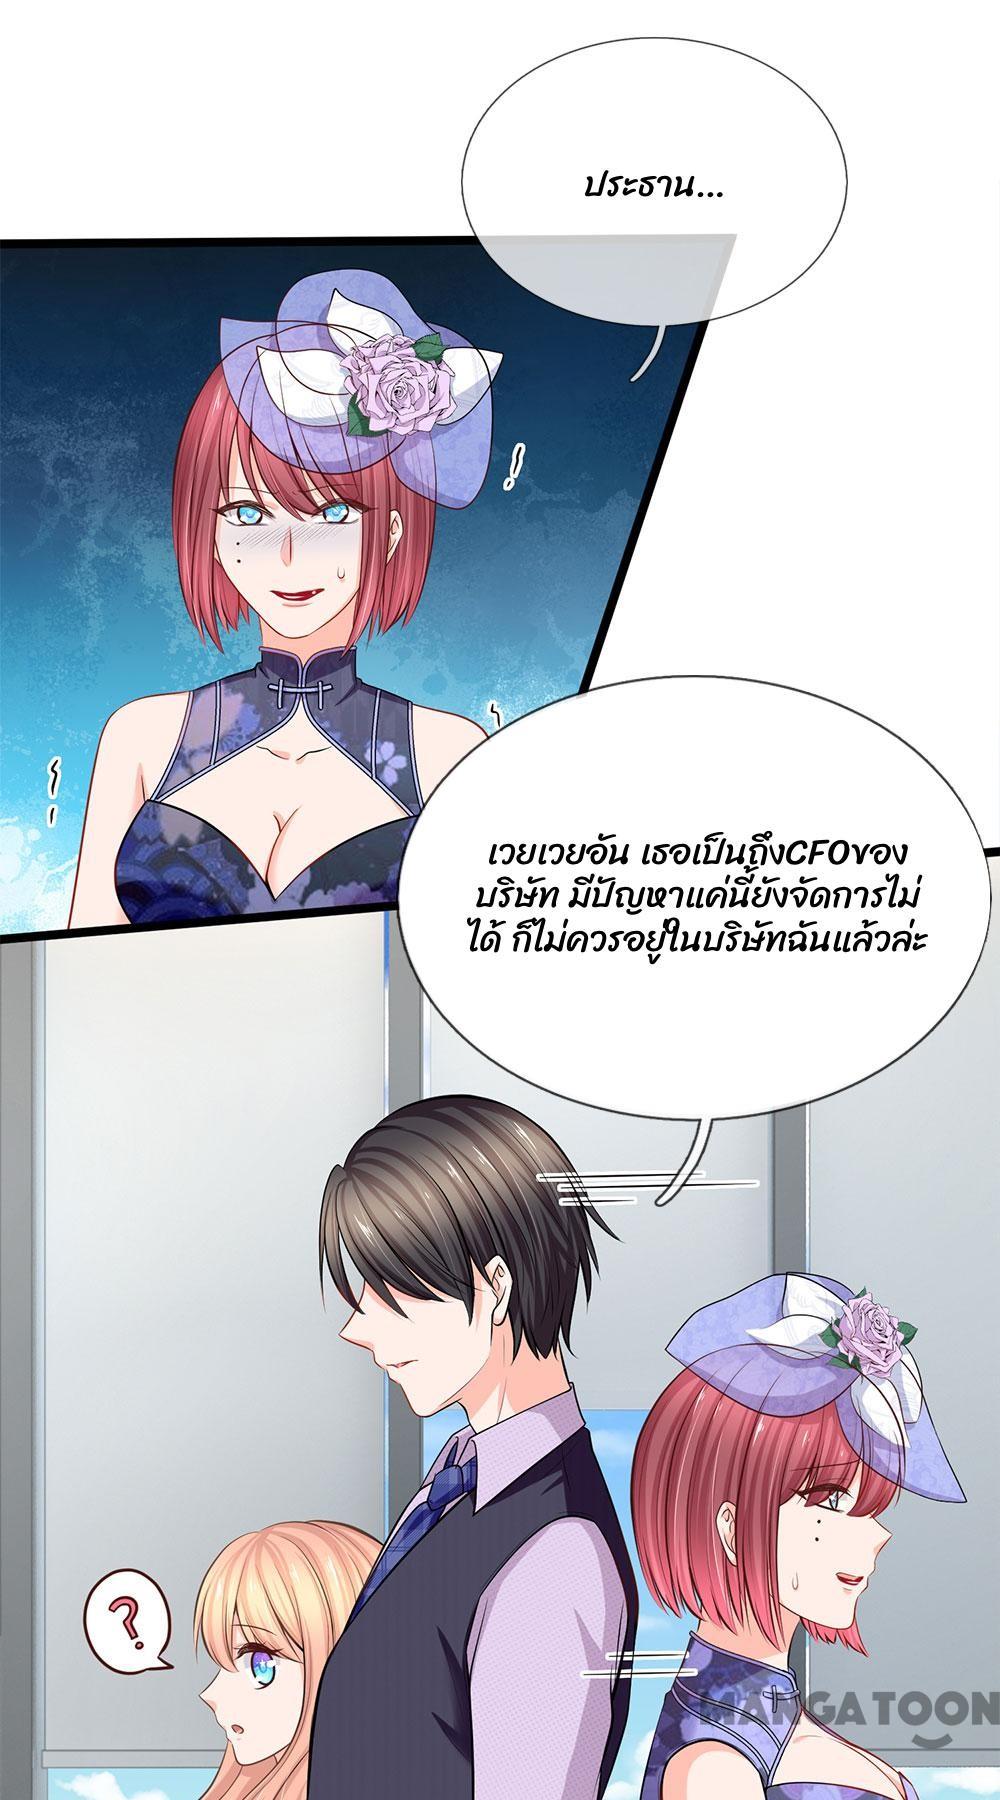 ประธาน...
เวยเวยอัน เธอเป็นถึงCFOของ
บริษัท มีปัญหาแค่นี้ยังจัดการไม่
ได้ ก็ไม่ควรอยู่ในบริษัทฉันแล้วล่ะ
?
MANGATOON